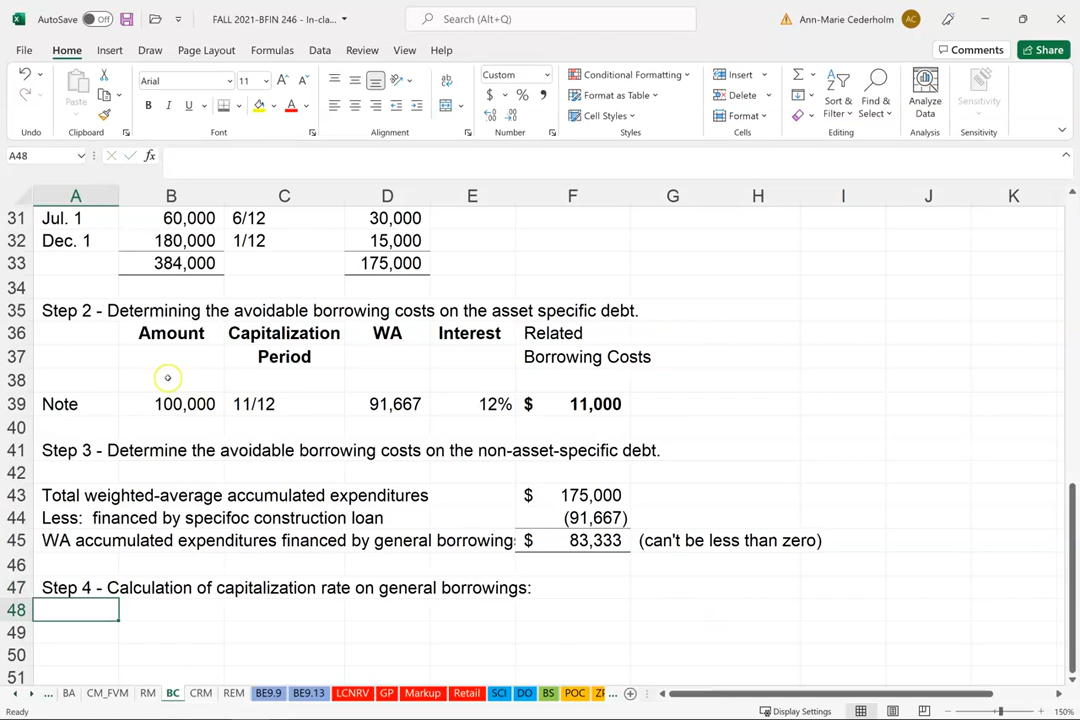 AutoSave Off FALL 2021-BFIN 246 - In-cla... Search (Alt+Q) Ann-Marie Cederholm AC
File Home Insert Draw Page Layout Formulas Data Review View Help Comments Share
Arial 11 Custom Conditional Formatting Insert
Paste Format as Table Delete Sort & Filter Find & Select Analyze Data Sensitivity
B I U A $ % Cell Styles Format
Undo Clipboard Font Alignment Number Styles Cells Editing Analysis Sensitivity
A48 fx
A B C D E F G H I J K
31 Jul. 1 60,000 6/12 30,000
32 Dec. 1 180,000 1/12 15,000
33 384,000 175,000
34
35 Step 2 - Determining the avoidable borrowing costs on the asset specific debt.
36 Amount Capitalization WA Interest Related
37 Period Borrowing Costs
38
39 Note 100,000 11/12 91,667 12% $ 11,000
40
41 Step 3 - Determine the avoidable borrowing costs on the non-asset-specific debt.
42
43 Total weighted-average accumulated expenditures $ 175,000
44 Less: financed by specifoc construction loan (91,667)
45 WA accumulated expenditures financed by general borrowing $ 83,333 (can't be less than zero)
46
47 Step 4 - Calculation of capitalization rate on general borrowings:
48
49
50
51
... BA CM_FVM RM BC CRM REM BE9.9 BE9.13 LCNRV GP Markup Retail SCI DO BS POC ...
Ready Display Settings 150%